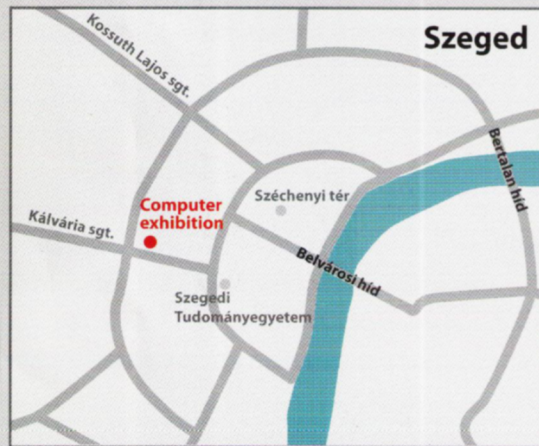 Szeged
Kossuth Lajos sgt.
Bertalan híd
Széchenyi tér
Computer
exhibition
Kálvária sgt.
Belvárosi híd
Szegedi
Tudományegyetem